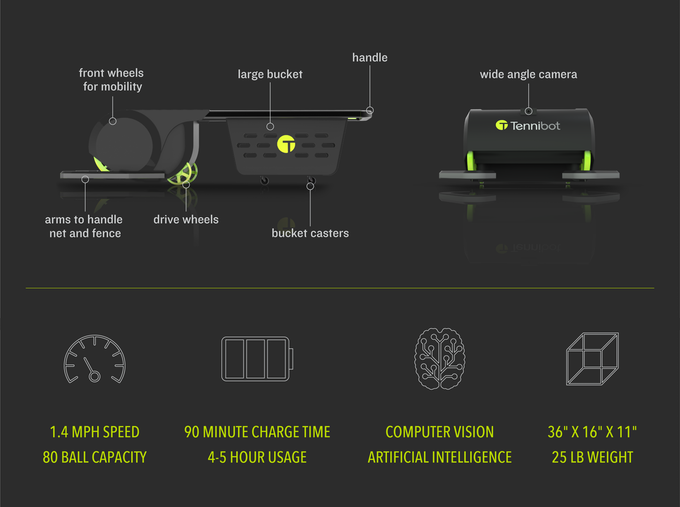 handle
front wheels
for mobility
large bucket
wide angle camera
Tennibot
arms to handle
net and fence
drive wheels
bucket casters
1.4 MPH SPEED
80 BALL CAPACITY
90 MINUTE CHARGE TIME
4-5 HOUR USAGE
COMPUTER VISION
ARTIFICIAL INTELLIGENCE
36" X 16" X 11"
25 LB WEIGHT